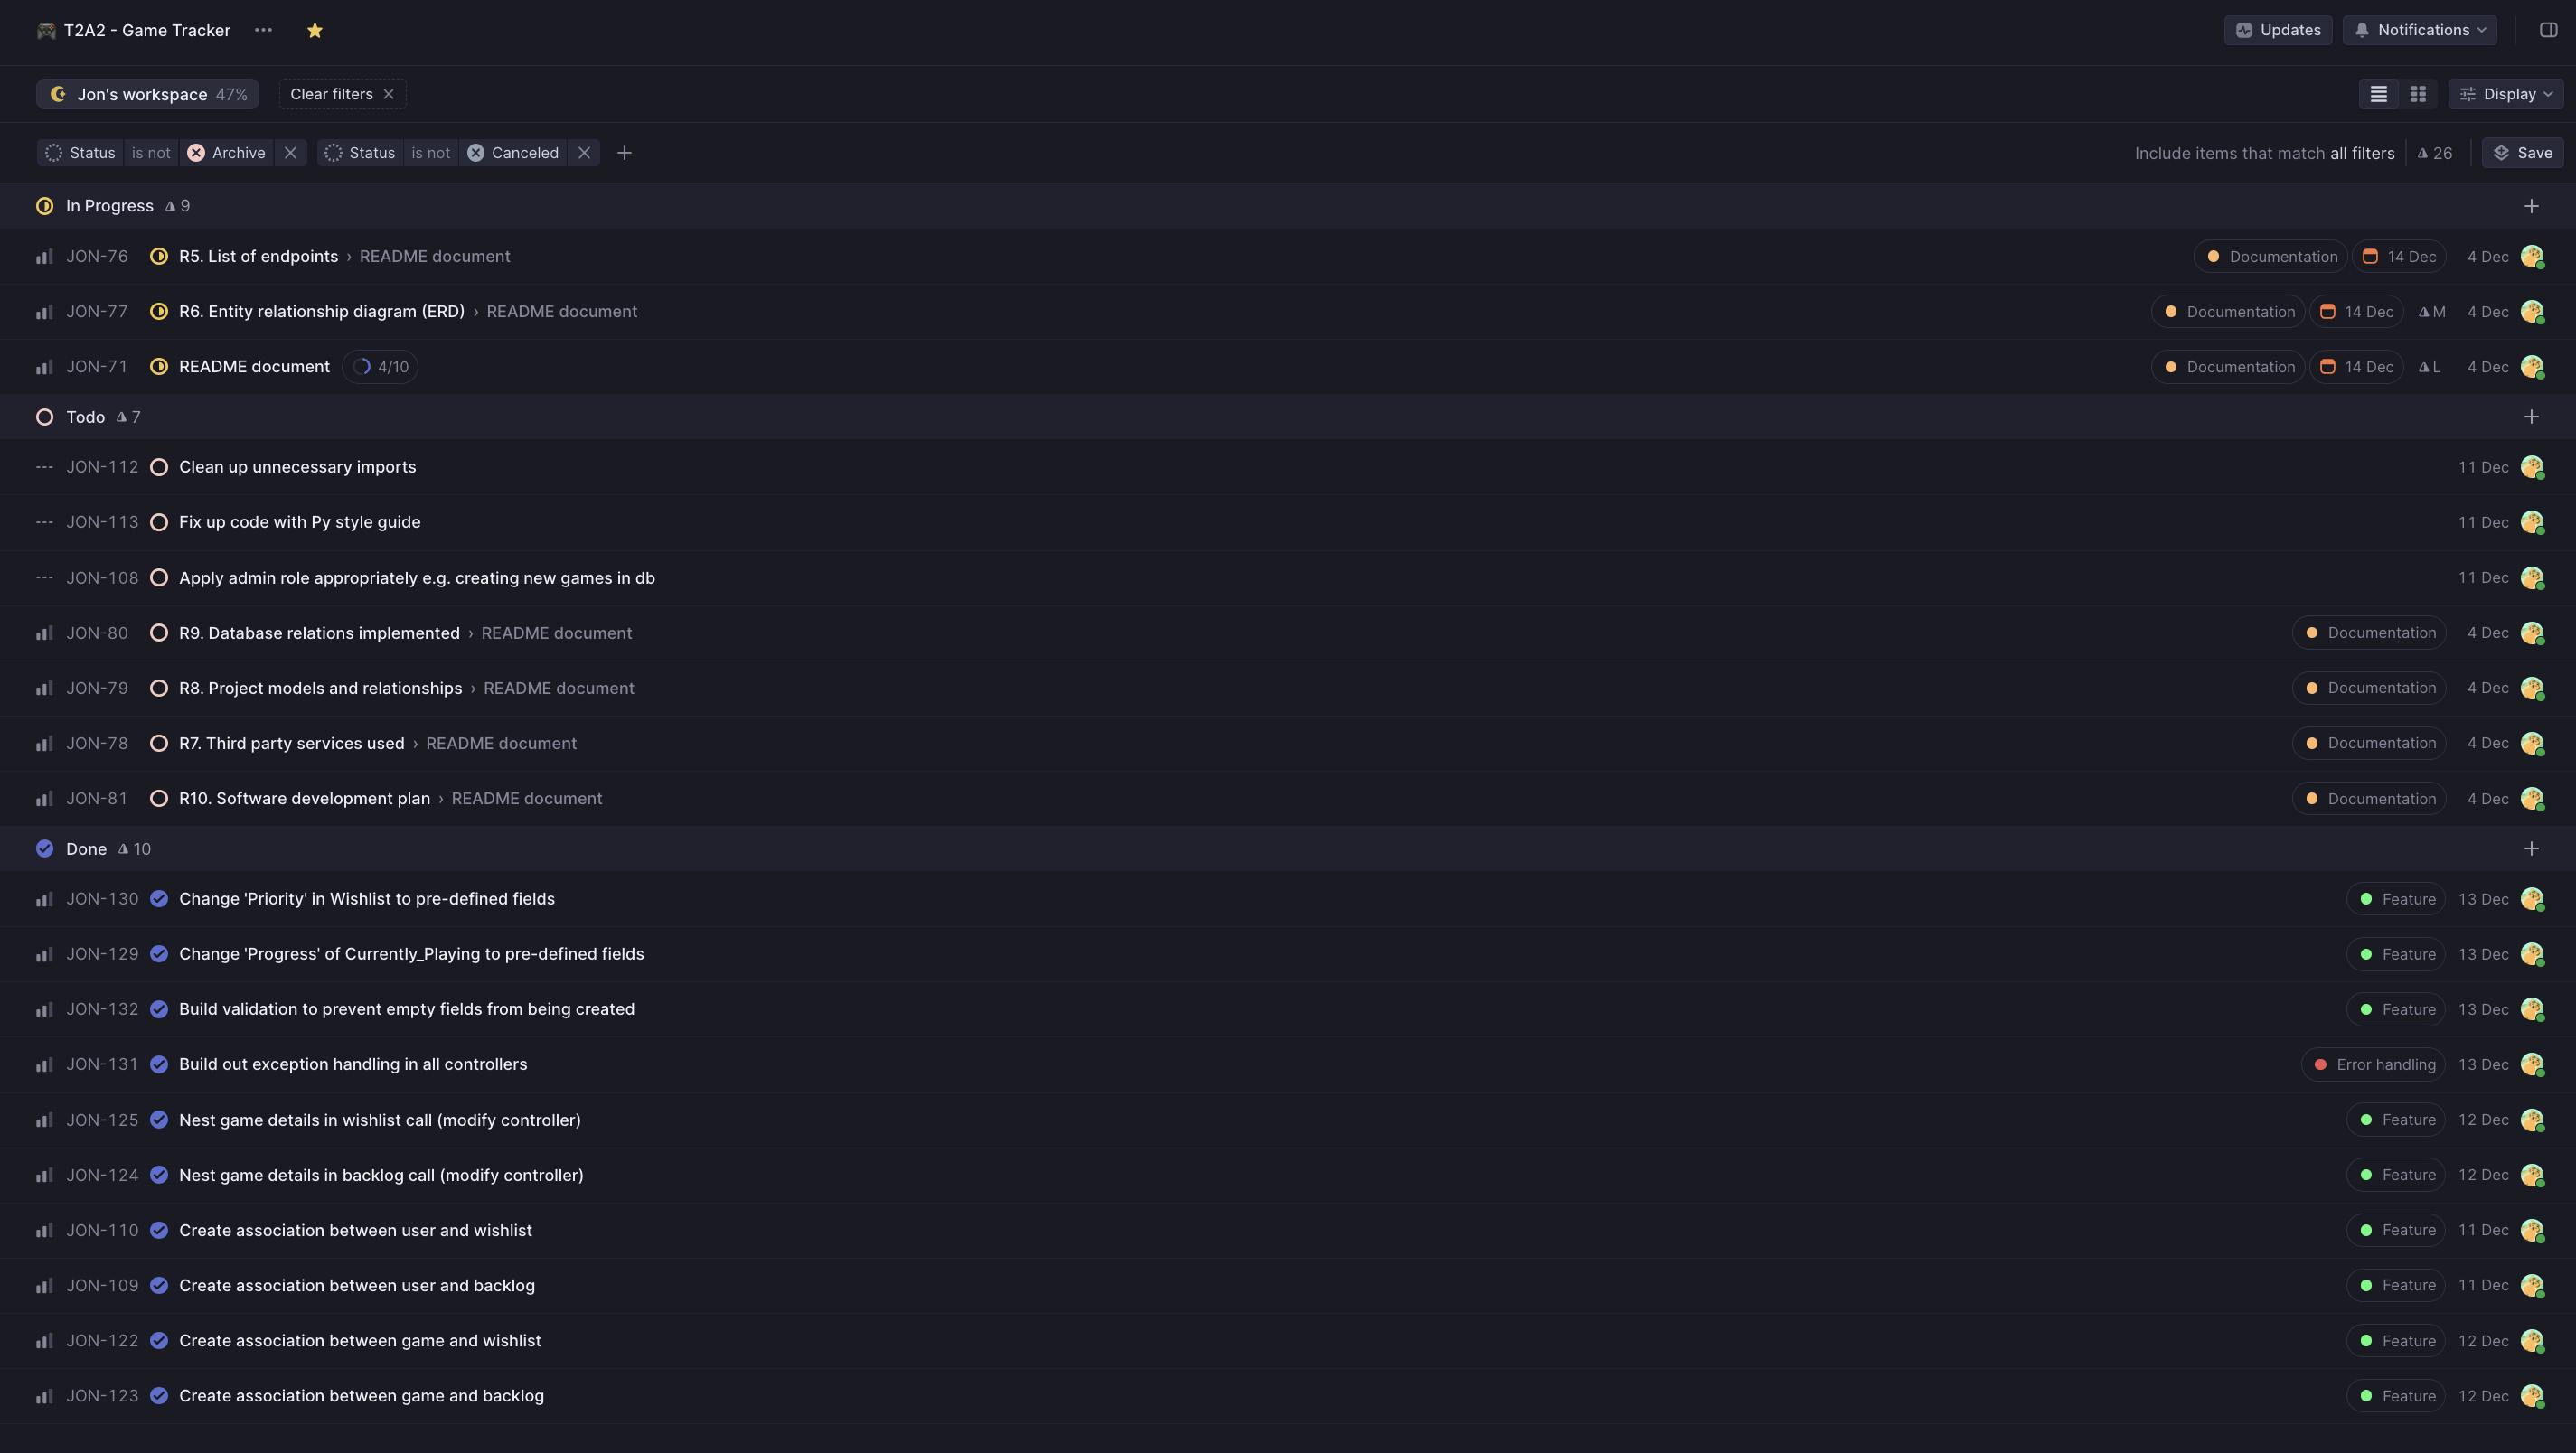 T2A2 - Game Tracker ··· Updates Notifications
Jon's workspace 47% Clear filters Display
Status is not Archive Status is not Canceled Include items that match all filters 26 Save
In Progress 9
JON-76 R5. List of endpoints › README document Documentation 14 Dec 4 Dec
JON-77 R6. Entity relationship diagram (ERD) › README document Documentation 14 Dec M 4 Dec
JON-71 README document 4/10 Documentation 14 Dec L 4 Dec
Todo 7
--- JON-112 Clean up unnecessary imports 11 Dec
--- JON-113 Fix up code with Py style guide 11 Dec
--- JON-108 Apply admin role appropriately e.g. creating new games in db 11 Dec
JON-80 R9. Database relations implemented › README document Documentation 4 Dec
JON-79 R8. Project models and relationships › README document Documentation 4 Dec
JON-78 R7. Third party services used › README document Documentation 4 Dec
JON-81 R10. Software development plan › README document Documentation 4 Dec
Done 10
JON-130 Change 'Priority' in Wishlist to pre-defined fields Feature 13 Dec
JON-129 Change 'Progress' of Currently_Playing to pre-defined fields Feature 13 Dec
JON-132 Build validation to prevent empty fields from being created Feature 13 Dec
JON-131 Build out exception handling in all controllers Error handling 13 Dec
JON-125 Nest game details in wishlist call (modify controller) Feature 12 Dec
JON-124 Nest game details in backlog call (modify controller) Feature 12 Dec
JON-110 Create association between user and wishlist Feature 11 Dec
JON-109 Create association between user and backlog Feature 11 Dec
JON-122 Create association between game and wishlist Feature 12 Dec
JON-123 Create association between game and backlog Feature 12 Dec